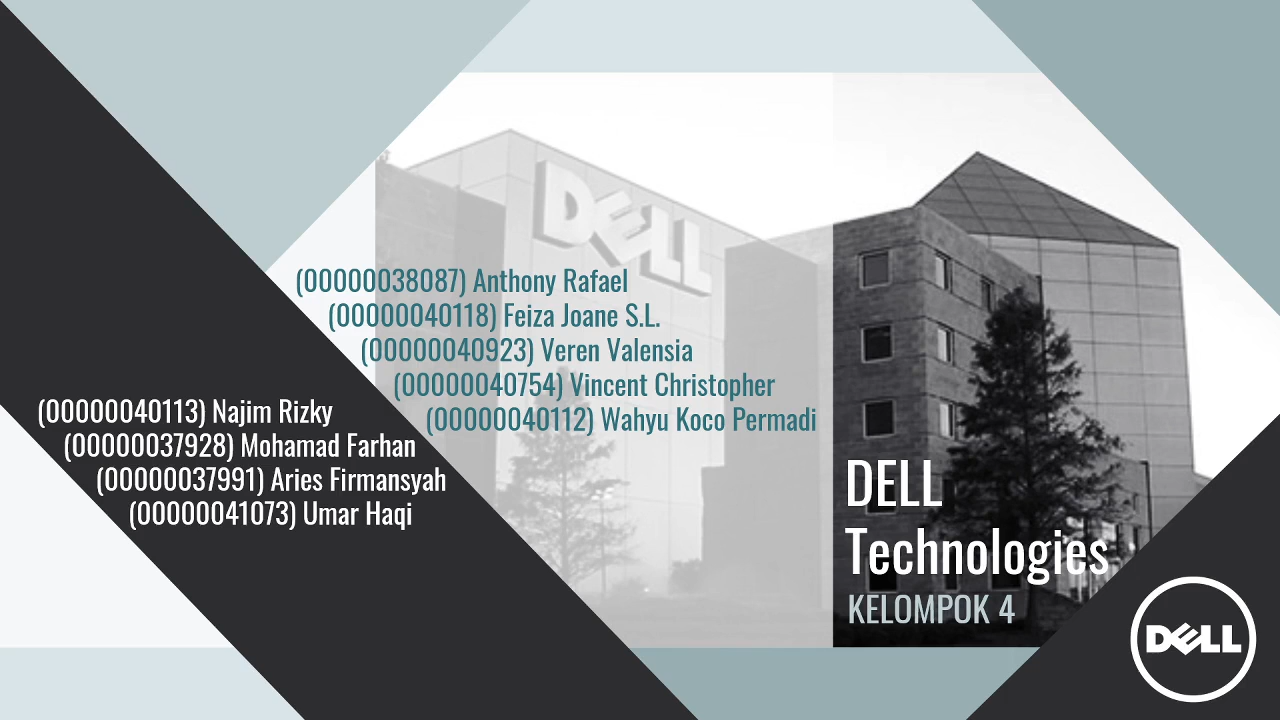 DELL
(00000038087) Anthony Rafael
(00000040118) Feiza Joane S.L.
(00000040923) Veren Valensia
(00000040754) Vincent Christopher
(00000040112) Wahyu Koco Permadi
(00000040113) Najim Rizky
(00000037928) Mohamad Farhan
(00000037991) Aries Firmansyah
(00000041073) Umar Haqi
DELL
Technologies
KELOMPOK 4
DELL